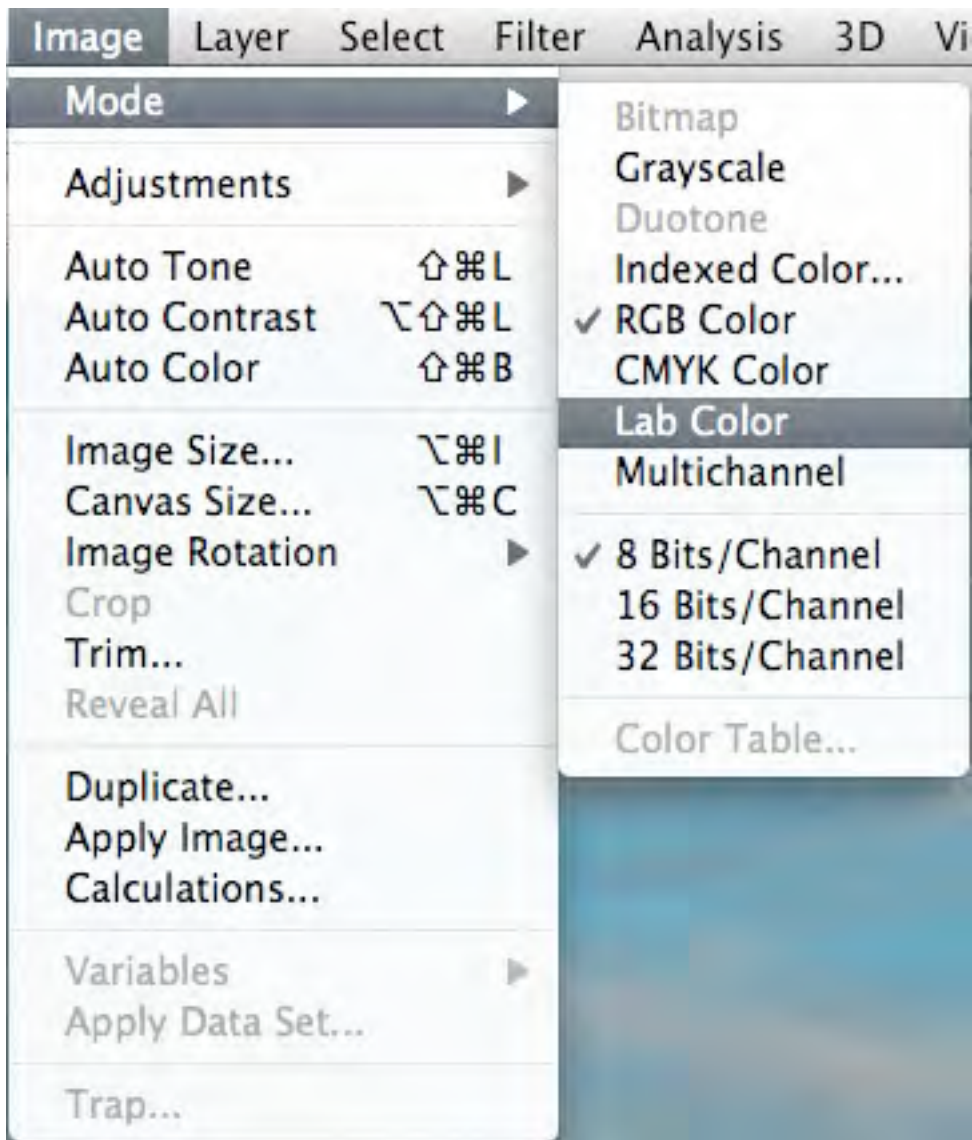 Image Layer Select Filter Analysis 3D Vi
Mode
Adjustments
Auto Tone ⇧⌘L
Auto Contrast ⌥⇧⌘L
Auto Color ⇧⌘B
Image Size... ⌥⌘I
Canvas Size... ⌥⌘C
Image Rotation
Crop
Trim...
Reveal All
Duplicate...
Apply Image...
Calculations...
Variables
Apply Data Set...
Trap...
Bitmap
Grayscale
Duotone
Indexed Color...
✓ RGB Color
CMYK Color
Lab Color
Multichannel
✓ 8 Bits/Channel
16 Bits/Channel
32 Bits/Channel
Color Table...